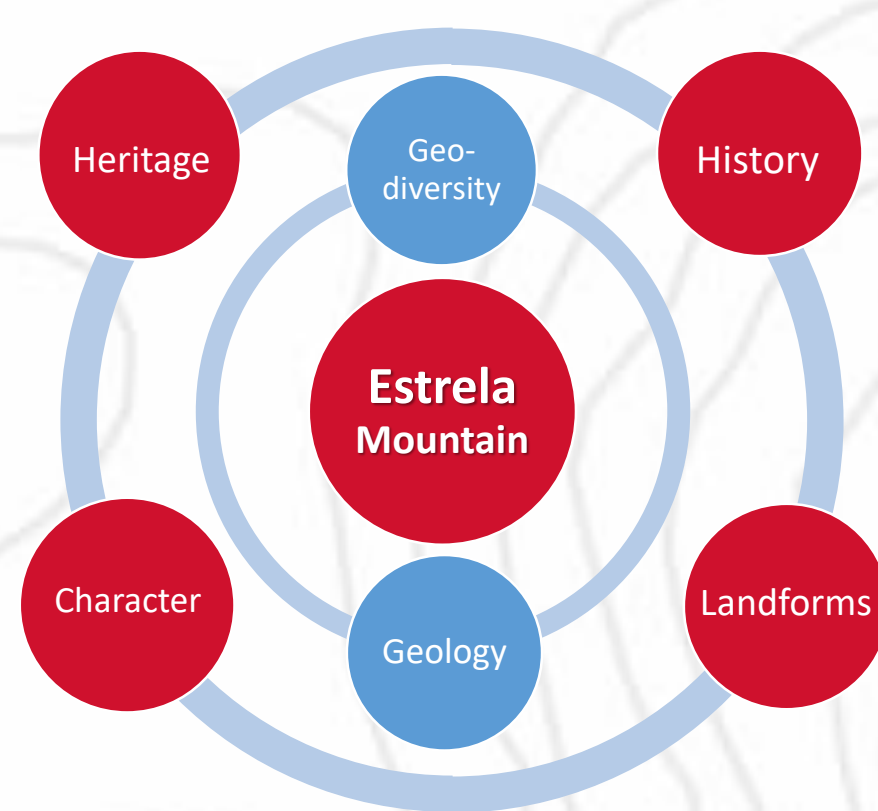 Heritage
Geo-
diversity
History
Estrela
Mountain
Character
Landforms
Geology